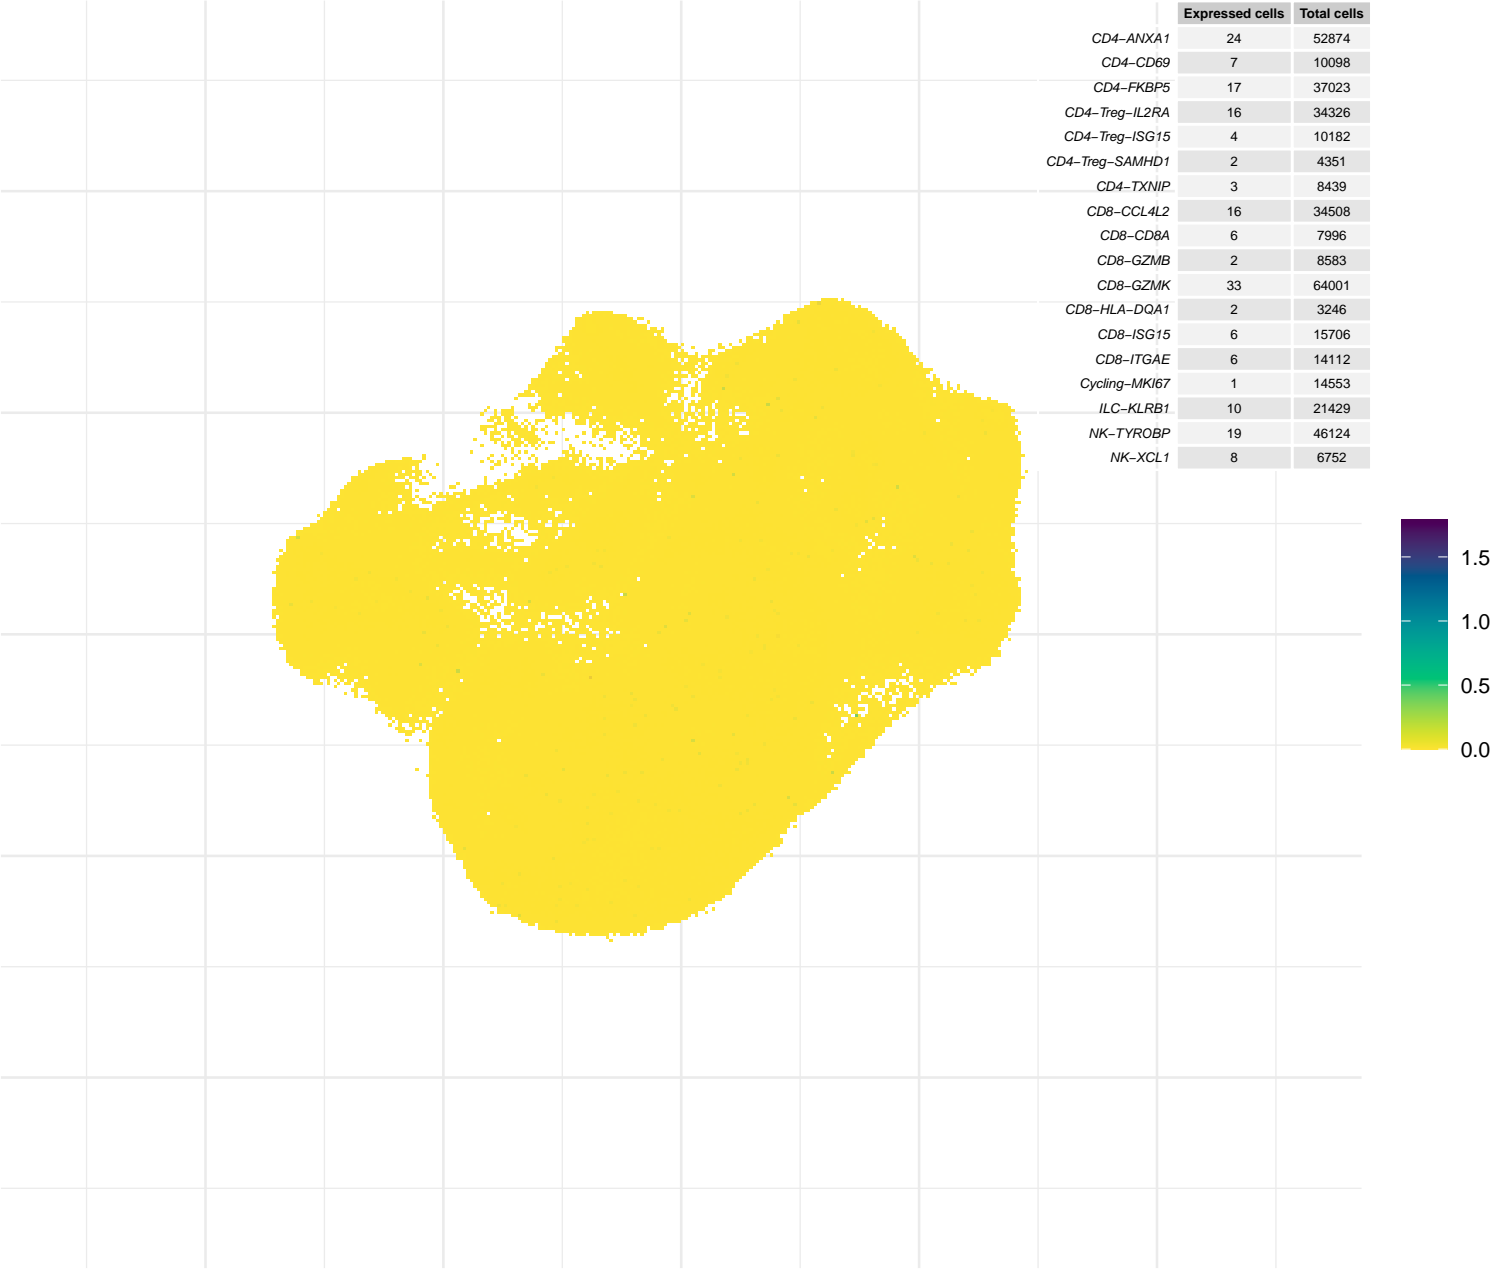 Expressed cells Total cells
CD4−ANXA1 24 52874
CD4−CD69 7 10098
CD4−FKBP5 17 37023
CD4−Treg−IL2RA 16 34326
CD4−Treg−ISG15 4 10182
CD4−Treg−SAMHD1 2 4351
CD4−TXNIP 3 8439
CD8−CCL4L2 16 34508
CD8−CD8A 6 7996
CD8−GZMB 2 8583
CD8−GZMK 33 64001
CD8−HLA−DQA1 2 3246
CD8−ISG15 6 15706
CD8−ITGAE 6 14112
Cycling−MKI67 1 14553
ILC−KLRB1 10 21429
NK−TYROBP 19 46124
NK−XCL1 8 6752
1.5
1.0
0.5
0.0